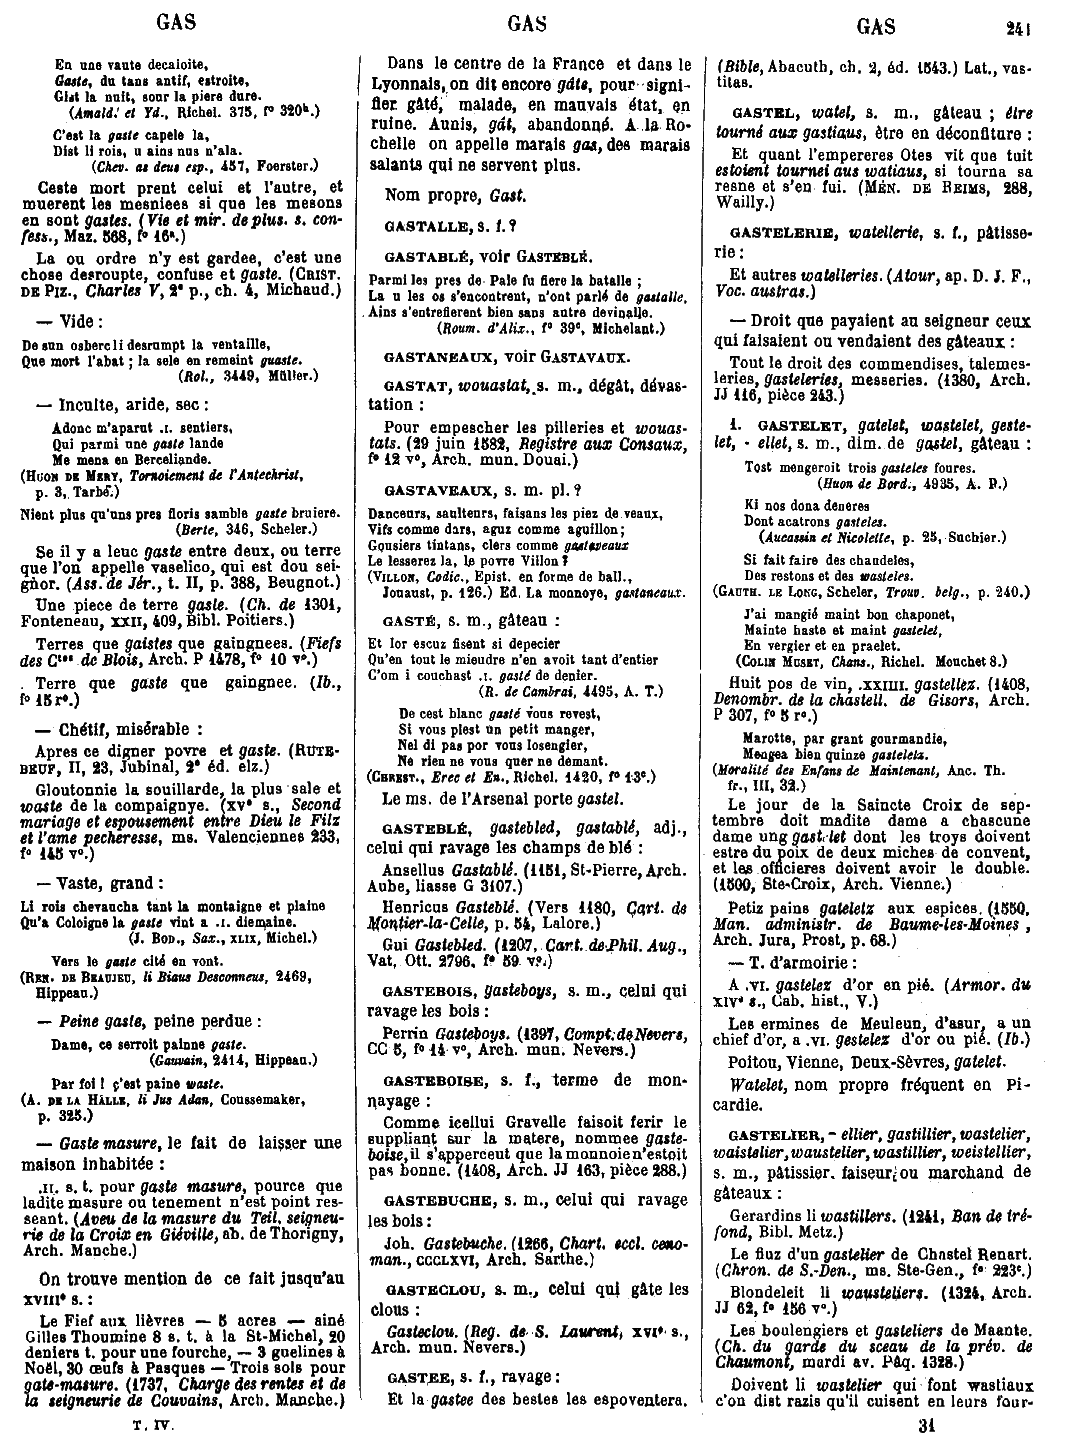 GAS
GAS
GAS
241
En une vaute decaioite,
Gaste, du tans antif, estroite,
Gist la nuit, sour la piere dure.
(Amald. et Yd., Richel. 375, f° 320ᵇ.)
C'est la gaste capele la,
Dist li rois, u ains nus n'ala.
(Chev. as deus esp., 457, Foerster.)
Ceste mort prent celui et l'autre, et
muerent les mesniees si que les mesons
en sont gastes. (Vie et mir. de plus. s. con-
fess., Maz. 568, f° 16ᵃ.)
La ou ordre n'y est gardee, c'est une
chose desroupte, confuse et gaste. (CRIST.
DE PIZ., Charles V, 2ᵉ p., ch. 4, Michaud.)
— Vide :
De sun osberc li desrumpt la ventaille,
Que mort l'abat ; la sele en remeint guaste.
(Rol., 3449, Müller.)
— Inculte, aride, sec :
Adonc m'aparut .I. sentiers,
Qui parmi une gaste lande
Me mena en Berceliande.
(HUON DE MERY, Tornoiement de l'Antechrist,
p. 3, Tarbé.)
Nient plus qu'uns pres floris samble gaste bruiere.
(Berte, 346, Scheler.)
Se il y a leuc gaste entre deux, ou terre
que l'on appelle vaselico, qui est dou sei-
gnor. (Ass. de Jér., t. II, p. 388, Beugnot.)
Une piece de terre gaste. (Ch. de 1301,
Fonteneau, XXII, 409, Bibl. Poitiers.)
Terres que gaistes que gaingnees. (Fiefs
des Cᵗᵉˢ de Blois, Arch. P 1478, f° 10 v°.)
Terre que gaste que gaingnee. (Ib.,
f° 15 r°.)
— Chétif, misérable :
Apres ce digner povre et gaste. (RUTE-
BEUF, II, 23, Jubinal, 2ᵉ éd. elz.)
Gloutonnie la souillarde, la plus sale et
waste de la compaignye. (XVᵉ s., Second
mariage et espousement entre Dieu le Filz
et l'ame pecheresse, ms. Valenciennes 233,
f° 145 v°.)
— Vaste, grand :
Li rois chevaucha tant la montaigne et plaine
Qu'a Coloigne la gaste vint a .I. diemaine.
(J. BOD., Sax., XLIX, Michel.)
Vers le gaste cité en vont.
(REN. DE BEAUJEU, li Biaus Desconneus, 2469,
Hippeau.)
— Peine gaste, peine perdue :
Dame, ce serroit painne gaste.
(Gauvain, 2414, Hippeau.)
Par foi ! ç'est paine waste.
(A. DE LA HALLE, li Jus Adan, Coussemaker,
p. 325.)
— Gaste masure, le fait de laisser une
maison inhabitée :
.II. s. t. pour gaste masure, pource que
ladite masure ou tenement n'est point res-
seant. (Aveu de la masure du Teil, seigneu-
rie de la Croix en Giéville, ab. de Thorigny,
Arch. Manche.)
On trouve mention de ce fait jusqu'au
XVIIIᵉ s. :
Le Fief aux lièvres — 5 acres — ainé
Gilles Thoumine 8 s. t. à la St-Michel, 20
deniers t. pour une fourche, — 3 guelines à
Noël, 30 œufs à Pasques — Trois sols pour
gate-masure. (1737, Charge des rentes et de
la seigneurie de Couvains, Arch. Manche.)
T. IV.
Dans le centre de la France et dans le
Lyonnais, on dit encore gâte, pour signi-
fier gâté, malade, en mauvais état, en
ruine. Aunis, gât, abandonné. A la Ro-
chelle on appelle marais gas, des marais
salants qui ne servent plus.
Nom propre, Gast.
GASTALLE, s. f. ?
GASTABLÉ, voir GASTEBLÉ.
Parmi les pres de Pale fu fiere la batalle ;
La u les os s'encontrent, n'ont parlé de gastalle,
Ains s'entrefierent bien sans autre devinalle.
(Roum. d'Alix., f° 39ᶜ, Michelant.)
GASTANEAUX, voir GASTAVAUX.
GASTAT, wouastat, s. m., dégât, dévas-
tation :
Pour empescher les pilleries et wouas-
tats. (29 juin 1582, Registre aux Consaux,
f° 12 v°, Arch. mun. Douai.)
GASTAVEAUX, s. m. pl. ?
Danceurs, saulteurs, faisans les piez de veaux,
Vifs comme dars, aguz comme aguillon ;
Gousiers tintans, clers comme gastaveaux
Le lesserez la, le povre Villon ?
(VILLON, Codic., Epist. en forme de ball.,
Jouaust, p. 126.) Ed. La monnoye, gastaneaux.
GASTÉ, s. m., gâteau :
Et lor escuz fisent si depecier
Qu'en tout le mieudre n'en avoit tant d'entier
C'om i couchast .I. gasté de denier.
(R. de Cambrai, 4495, A. T.)
De cest blanc gasté vous revest,
Si vous plest un petit manger,
Nel di pas por vous losengier,
Ne rien ne vous quer ne demant.
(CHREST., Erec et En., Richel. 1420, f° 13ᶜ.)
Le ms. de l'Arsenal porte gastel.
GASTEBLÉ, gastebled, gastablé, adj.,
celui qui ravage les champs de blé :
Ansellus Gastablé. (1151, St-Pierre, Arch.
Aube, liasse G 3107.)
Henricus Gasteblé. (Vers 1180, Cart. de
Montier-la-Celle, p. 54, Lalore.)
Gui Gastebled. (1207, Cart. de Phil. Aug.,
Vat, Ott. 2796, f° 59 v°.)
GASTEBOIS, gasteboys, s. m., celui qui
ravage les bois :
Perrin Gasteboys. (1397, Compt. de Nevers,
CC 5, f° 14 v°, Arch. mun. Nevers.)
GASTEBOISE, s. f., terme de mon-
nayage :
Comme icellui Gravelle faisoit ferir le
suppliant sur la matere, nommee gaste-
boise, il s'apperceut que la monnoie n'estoit
pas bonne. (1408, Arch. JJ 163, pièce 288.)
GASTEBUCHE, s. m., celui qui ravage
les bois :
Joh. Gastebuche. (1266, Chart. eccl. ceno-
man., CCCLXVI, Arch. Sarthe.)
GASTECLOU, s. m., celui qui gâte les
clous :
Gasteclou. (Reg. de S. Laurent, XVIᵉ s.,
Arch. mun. Nevers.)
GASTEE, s. f., ravage :
Et la gastee des bestes les espoventera.
(Bible, Abacuth, ch. 2, éd. 1543.) Lat., vas-
titas.
GASTEL, watel, s. m., gâteau ; être
tourné aux gastiaus, être en déconfiture :
Et quant l'empereres Otes vit que tuit
estoient tournei aus watiaus, si tourna sa
resne et s'en fui. (MÉN. DE REIMS, 288,
Wailly.)
GASTELERIE, watellerie, s. f., pâtisse-
rie :
Et autres watelleries. (Atour, ap. D. J. F.,
Voc. austras.)
— Droit que payaient au seigneur ceux
qui faisaient ou vendaient des gâteaux :
Tout le droit des commendises, talemes-
leries, gasteleries, messeries. (1380, Arch.
JJ 116, pièce 243.)
1. GASTELET, gatelet, wastelet, geste-
let, - ellet, s. m., dim. de gastel, gâteau :
Tost mengeroit trois gasteles foures.
(Huon de Bord., 4935, A. P.)
Ki nos dona deneres
Dont acatrons gasteles.
(Aucassin et Nicolette, p. 25, Suchier.)
Si fait faire des chandeles,
Des restons et des wasteles.
(GAUTH. LE LONG, Scheler, Trouv. belg., p. 240.)
J'ai mangié maint bon chaponet,
Mainte haste et maint gastelet,
En vergier et en praelet.
(COLIN MUSET, Chans., Richel. Mouchet 8.)
Huit pos de vin, .XXIIII. gastellez. (1408,
Denombr. de la chastell. de Gisors, Arch.
P 307, f° 5 r°.)
Marotte, par grant gourmandie,
Mengea bien quinze gasteletz.
(Moralité des Enfans de Maintenant, Anc. Th.
fr., III, 32.)
Le jour de la Saincte Croix de sep-
tembre doit madite dame a chascune
dame ung gastelet dont les troys doivent
estre du poix de deux miches de convent,
et les officieres doivent avoir le double.
(1500, Ste-Croix, Arch. Vienne.)
Petiz pains gateletz aux espices. (1550,
Man. administr. de Baume-les-Moines,
Arch. Jura, Prost, p. 68.)
— T. d'armoirie :
A .VI. gastelez d'or en pié. (Armor. du
XIVᵉ s., Cab. hist., V.)
Les ermines de Meuleun, d'asur, a un
chief d'or, a .VI. gestelez d'or ou pié. (Ib.)
Poitou, Vienne, Deux-Sèvres, gatelet.
Watelet, nom propre fréquent en Pi-
cardie.
GASTELIER, - ellier, gastillier, wastelier,
waistelier, waustelier, wastillier, weistellier,
s. m., pâtissier, faiseur ou marchand de
gâteaux :
Gerardins li wastillers. (1241, Ban de tré-
fond, Bibl. Metz.)
Le fiuz d'un gastelier de Chastel Renart.
(Chron. de S.-Den., ms. Ste-Gen., f° 223ᶜ.)
Blondeleit li wausteliers. (1324, Arch.
JJ 62, f° 156 v°.)
Les boulengiers et gasteliers de Maante.
(Ch. du garde du sceau de la prév. de
Chaumont, mardi av. Pâq. 1328.)
Doivent li wastelier qui font wastiaux
c'on dist razis qu'il cuisent en leurs four-
31